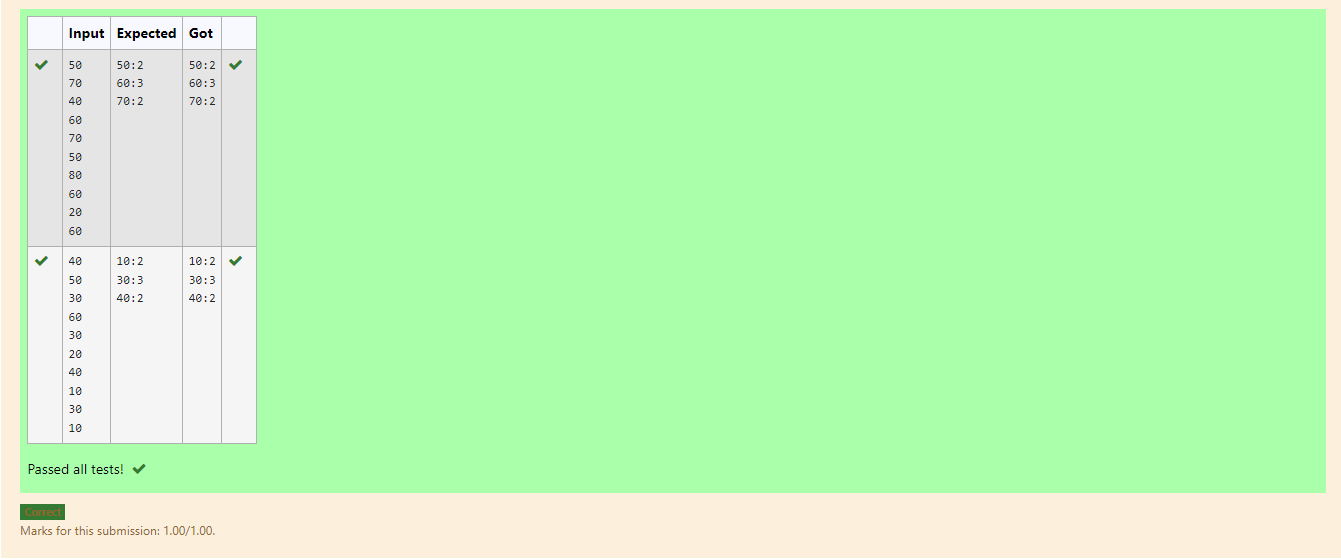 Input Expected Got
50 50:2 50:2
70 60:3 60:3
40 70:2 70:2
60
70
50
80
60
20
60
40 10:2 10:2
50 30:3 30:3
30 40:2 40:2
60
30
20
40
10
30
10
Passed all tests!
Correct
Marks for this submission: 1.00/1.00.